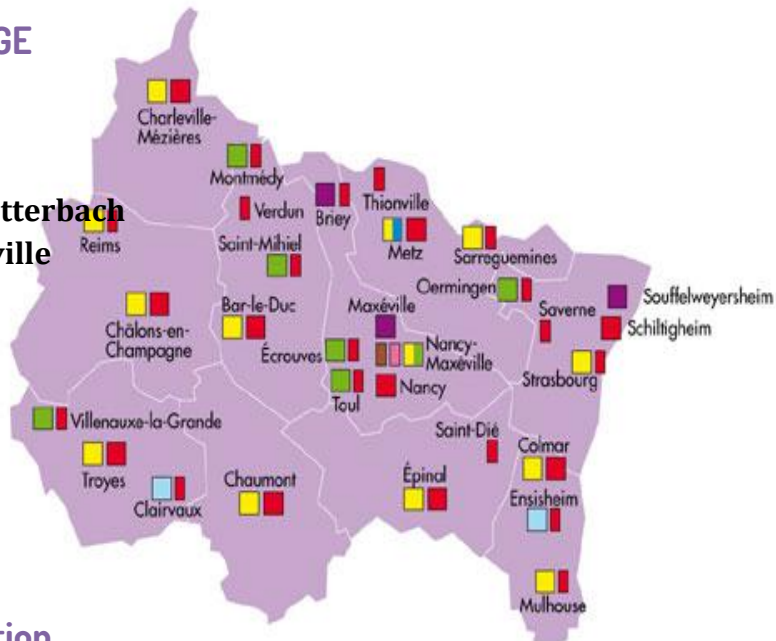 GE
Charleville-
Mézières
Montmédy
Briey
Thionville
tterbach
Verdun
Reims
ville
Saint-Mihiel
Metz
Sarreguemines
Oermingen
Souffelweyersheim
Saverne
Schiltigheim
Bar-le-Duc
Maxéville
Châlons-en-
Champagne
Écrouves
Nancy-
Maxéville
Strasbourg
Toul
Nancy
Villenauxe-la-Grande
Saint-Dié
Colmar
Troyes
Clairvaux
Chaumont
Épinal
Ensisheim
Mulhouse
tion